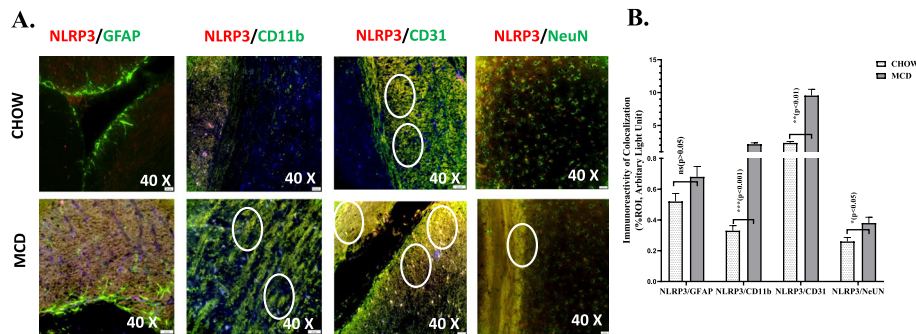 A.
NLRP3/GFAP NLRP3/CD11b NLRP3/CD31 NLRP3/NeuN
CHOW
40 X 40 X 40 X 40 X
MCD
40 X 40 X 40 X 40 X
B.
CHOW
MCD
Immunoreactivity of Colocalization
(%ROI, Arbitary Light Unit)
15
10
5
0.8
0.6
0.4
0.2
0.0
ns(p>0.05)
***(p<0.001)
**(p<0.01)
*(p<0.05)
NLRP3/GFAP NLRP3/CD11b NLRP3/CD31 NLRP3/NeUN